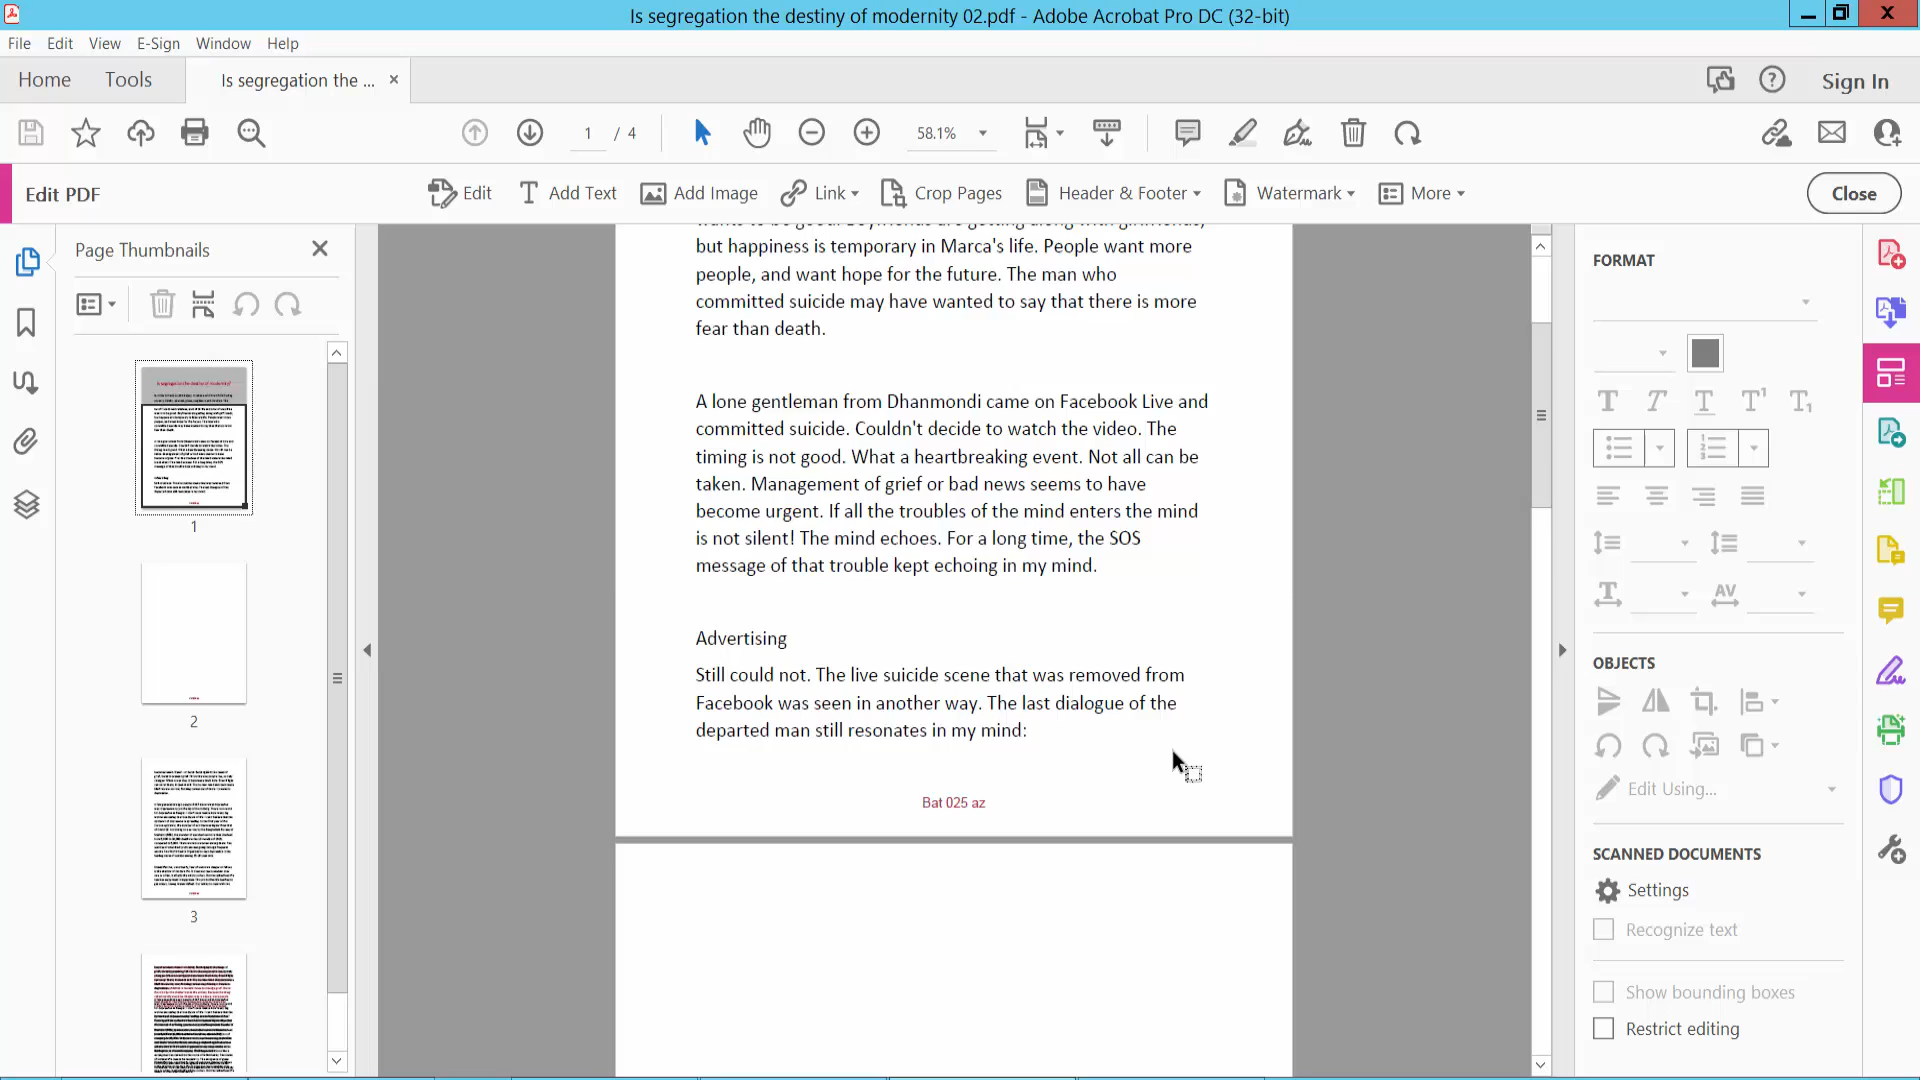 Is segregation the destiny of modernity 02.pdf - Adobe Acrobat Pro DC (32-bit)
File Edit View E-Sign Window Help
Home Tools Is segregation the ... × Sign In
1 / 4 58.1%
Edit PDF Edit Add Text Add Image Link Crop Pages Header & Footer Watermark More Close
Page Thumbnails
1
2
3
but happiness is temporary in Marca's life. People want more
people, and want hope for the future. The man who
committed suicide may have wanted to say that there is more
fear than death.
A lone gentleman from Dhanmondi came on Facebook Live and
committed suicide. Couldn't decide to watch the video. The
timing is not good. What a heartbreaking event. Not all can be
taken. Management of grief or bad news seems to have
become urgent. If all the troubles of the mind enters the mind
is not silent! The mind echoes. For a long time, the SOS
message of that trouble kept echoing in my mind.
Advertising
Still could not. The live suicide scene that was removed from
Facebook was seen in another way. The last dialogue of the
departed man still resonates in my mind:
Bat 025 az
FORMAT
OBJECTS
Edit Using...
SCANNED DOCUMENTS
Settings
Recognize text
Show bounding boxes
Restrict editing